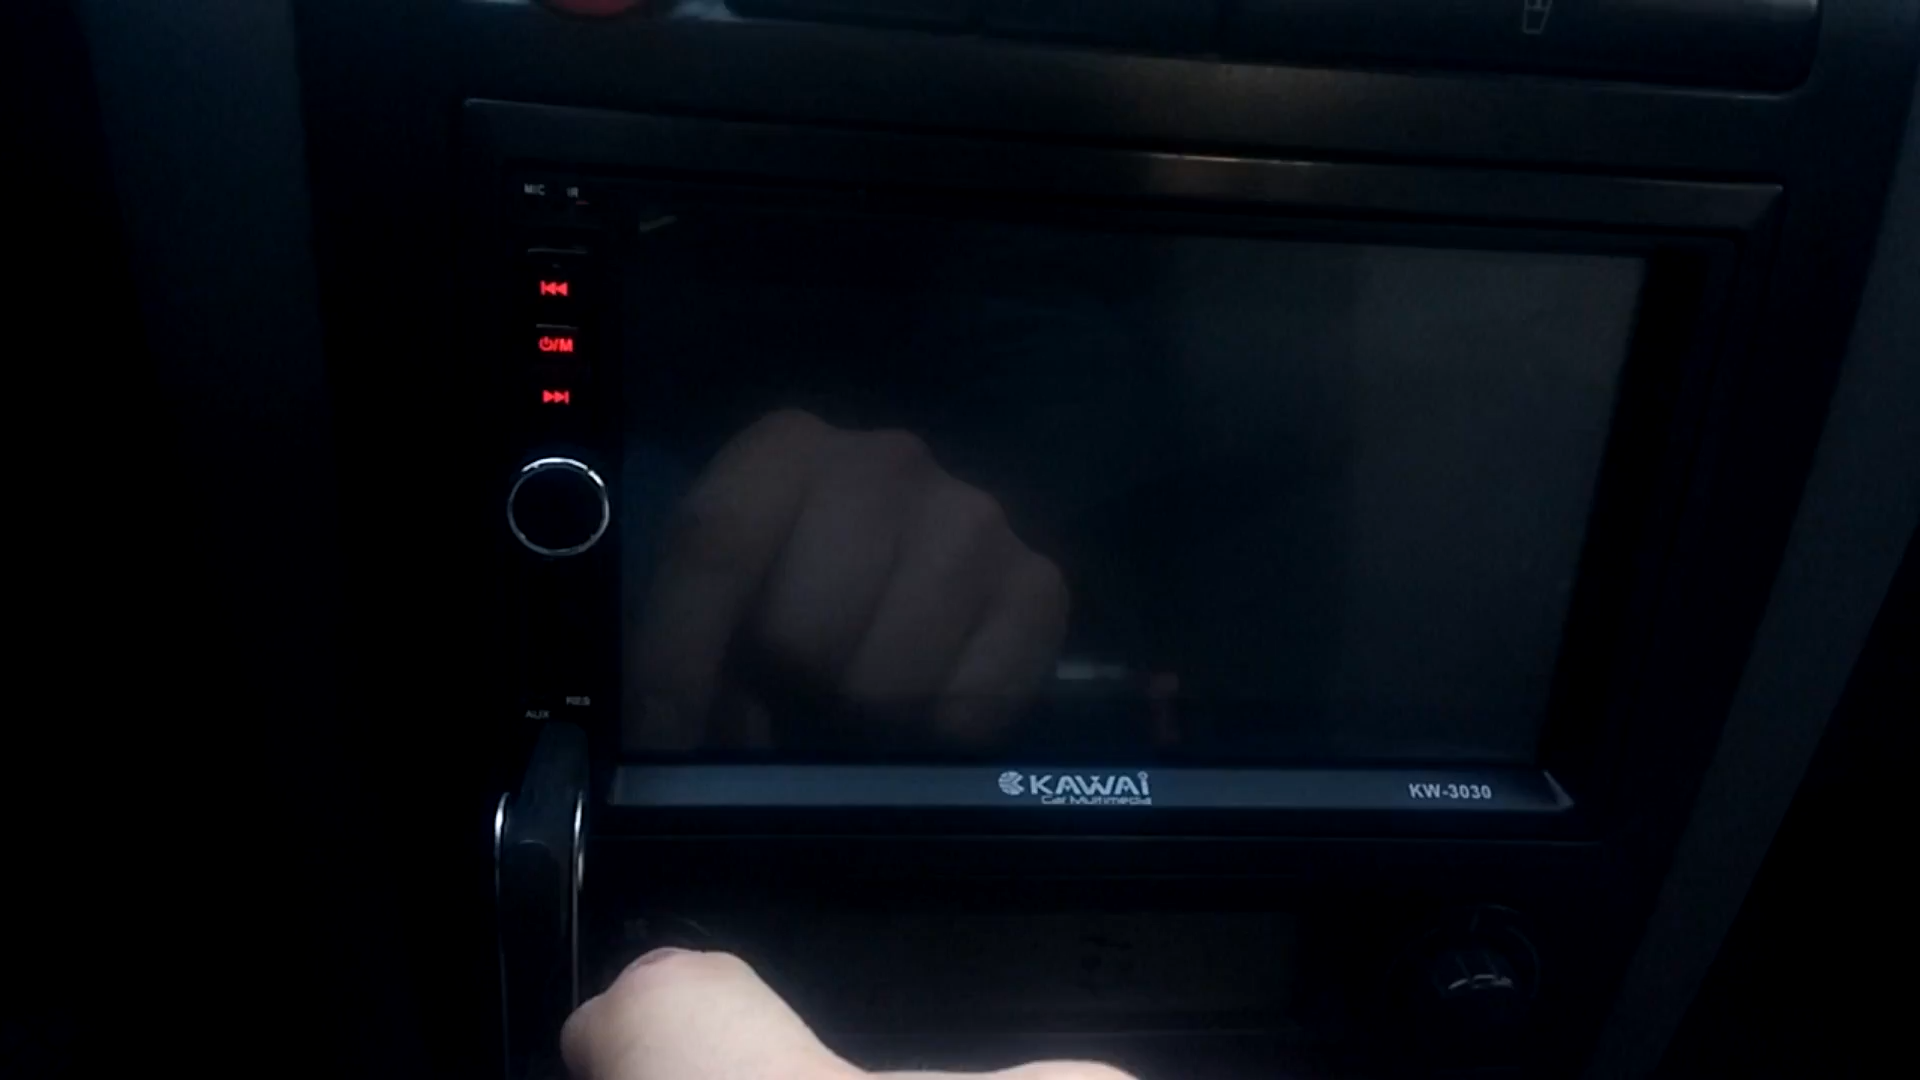 MIC IR
⏻/M
RES
AUX
KAWAi
Car Multimedia
KW-3030